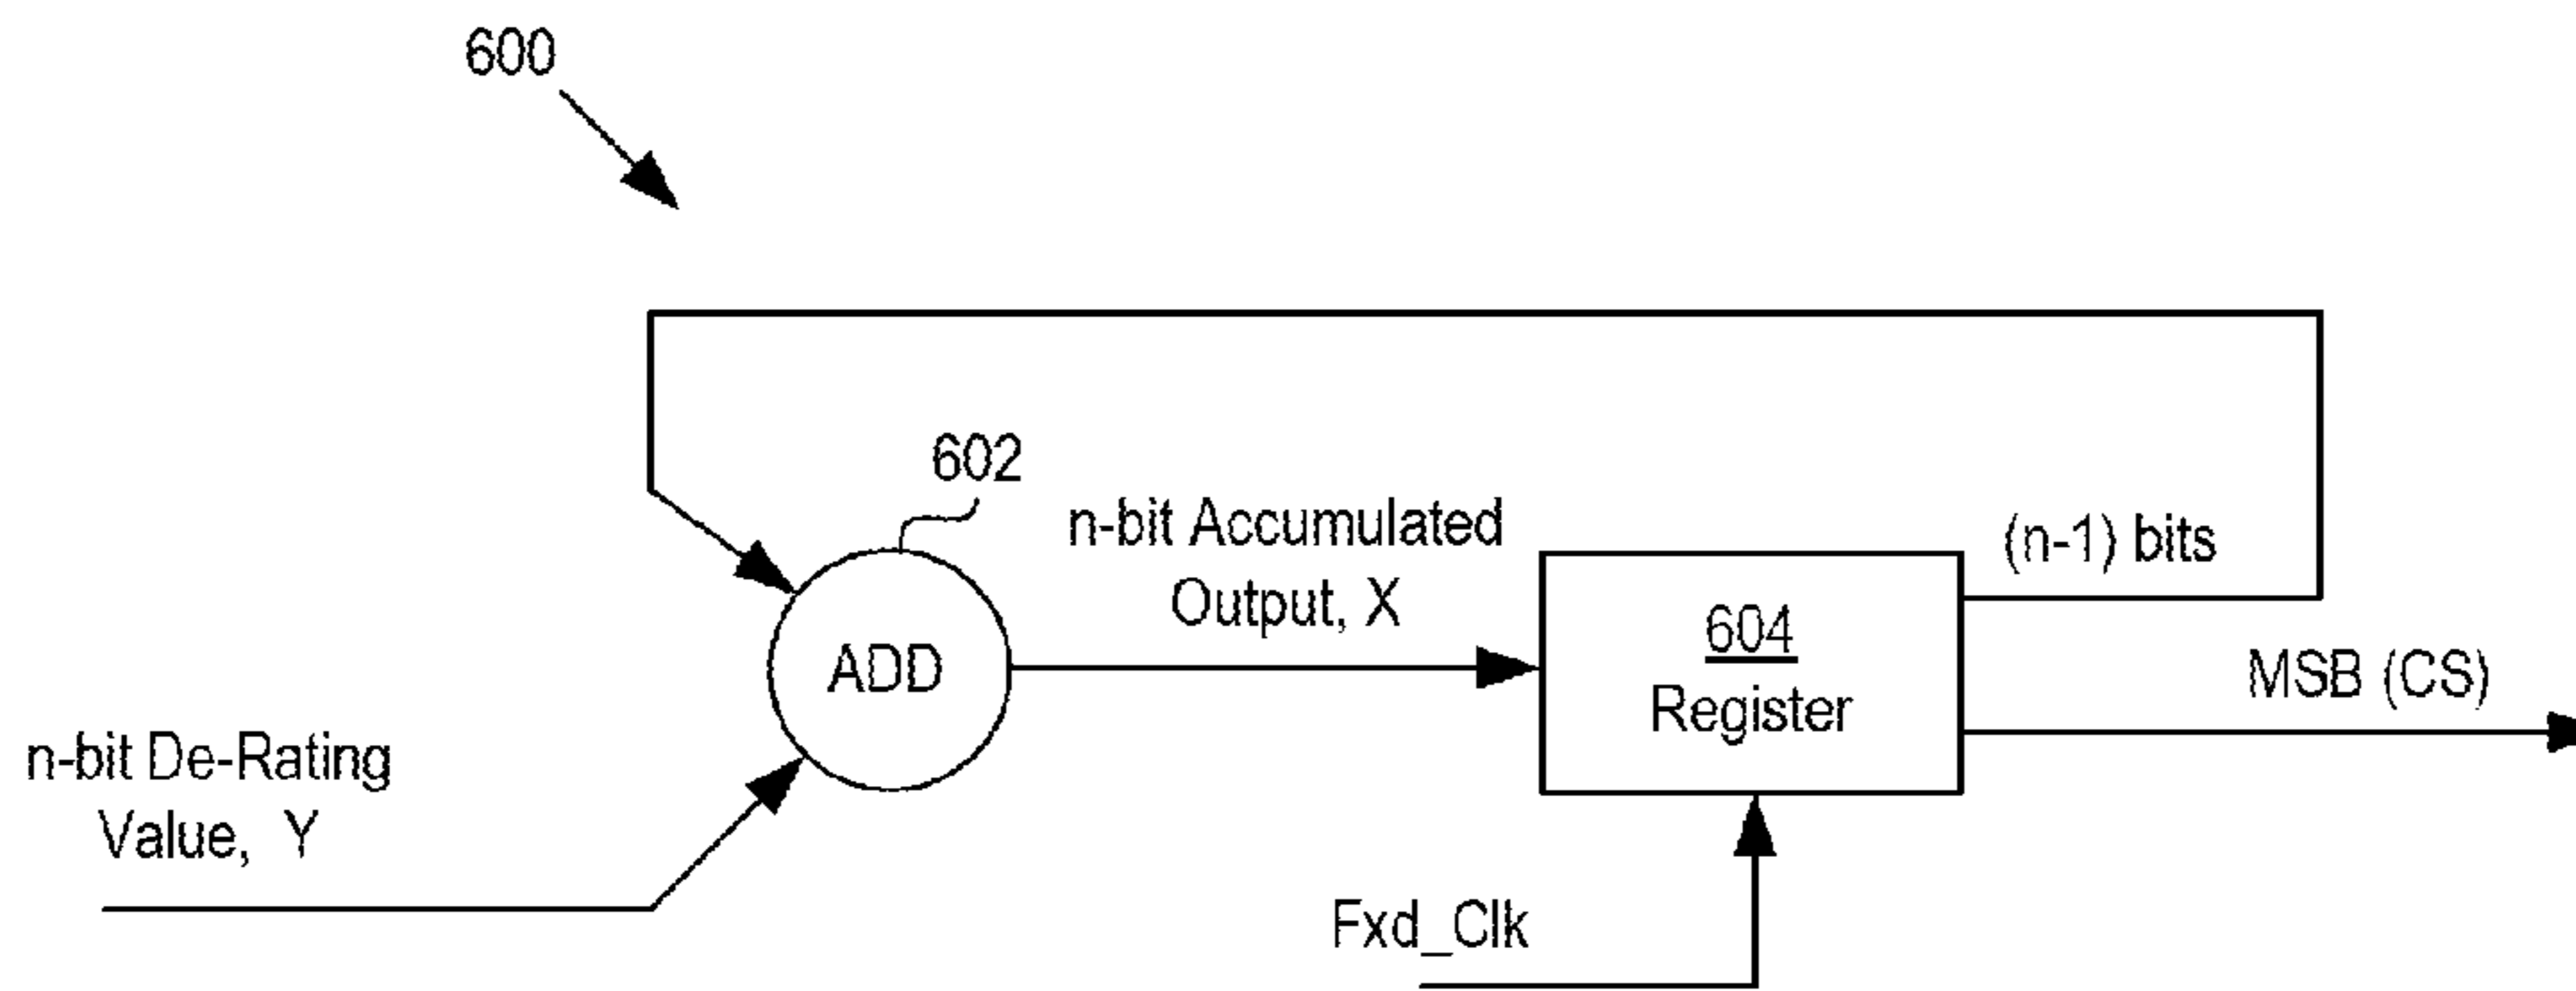 600
602
n-bit Accumulated
Output, X
(n-1) bits
604
Register
ADD
MSB (CS)
n-bit De-Rating
Value, Y
Fxd_Clk